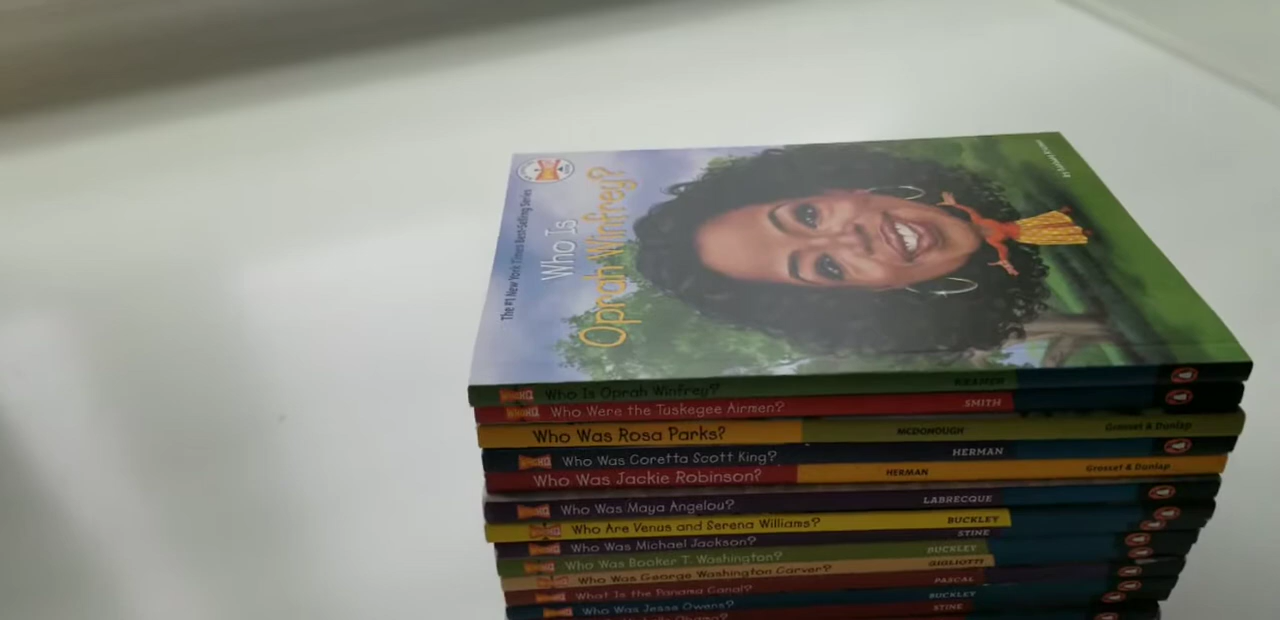 The #1 New York Times Best-Selling Series
Who Is
Oprah Winfrey?
Who Is Oprah Winfrey? KRAMER
Who Were the Tuskegee Airmen? SMITH
Who Was Rosa Parks? MCDONOUGH Grosset & Dunlap
Who Was Coretta Scott King? HERMAN
Who Was Jackie Robinson? HERMAN Grosset & Dunlap
Who Was Maya Angelou? LABRECQUE
Who Are Venus and Serena Williams? BUCKLEY
Who Was Michael Jackson? STINE
Who Was Booker T. Washington? BUCKLEY
Who Was George Washington Carver? GIGLIOTTI
What Is the Panama Canal? PASCAL
Who Was Jesse Owens? BUCKLEY
STINE